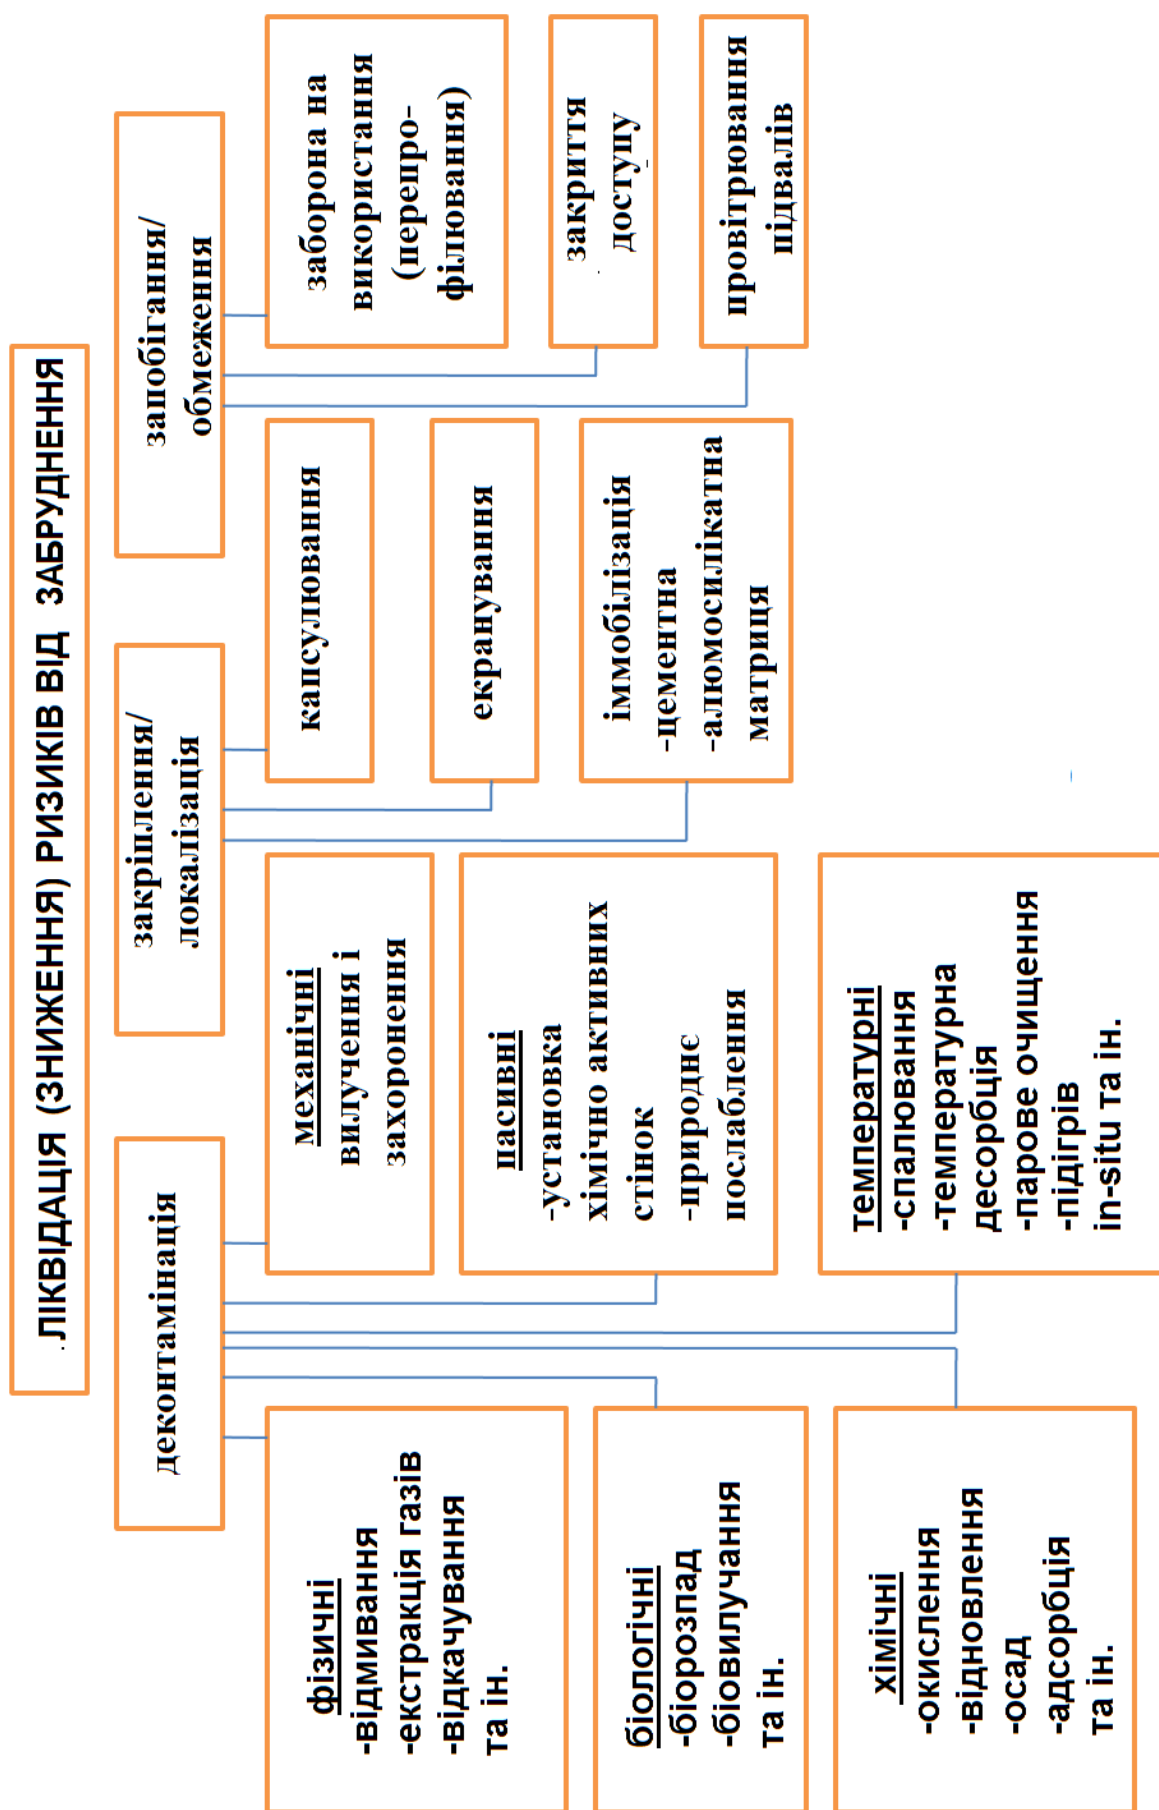 .ЛІКВІДАЦІЯ (ЗНИЖЕННЯ) РИЗИКІВ ВІД ЗАБРУДНЕННЯ
деконтамінація
закріплення/
локалізація
запобігання/
обмеження
фізичні
-відмивання
-екстракція газів
-відкачування
та ін.
біологічні
-біорозпад
-біовилучання
та ін.
хімічні
-окислення
-відновлення
-осад
-адсорбція
та ін.
механічні
вилучення і
захоронення
пасивні
-установка
хімічно активних
стінок
-природнє
послаблення
температурні
-спалювання
-температурна
десорбція
-парове очищення
-підігрів
in-situ та ін.
капсулювання
екранування
іммобілізація
-цементна
-алюмосилікатна
матриця
заборона на
використання
(перепро-
філювання)
закриття
доступу
провітрювання
підвалів